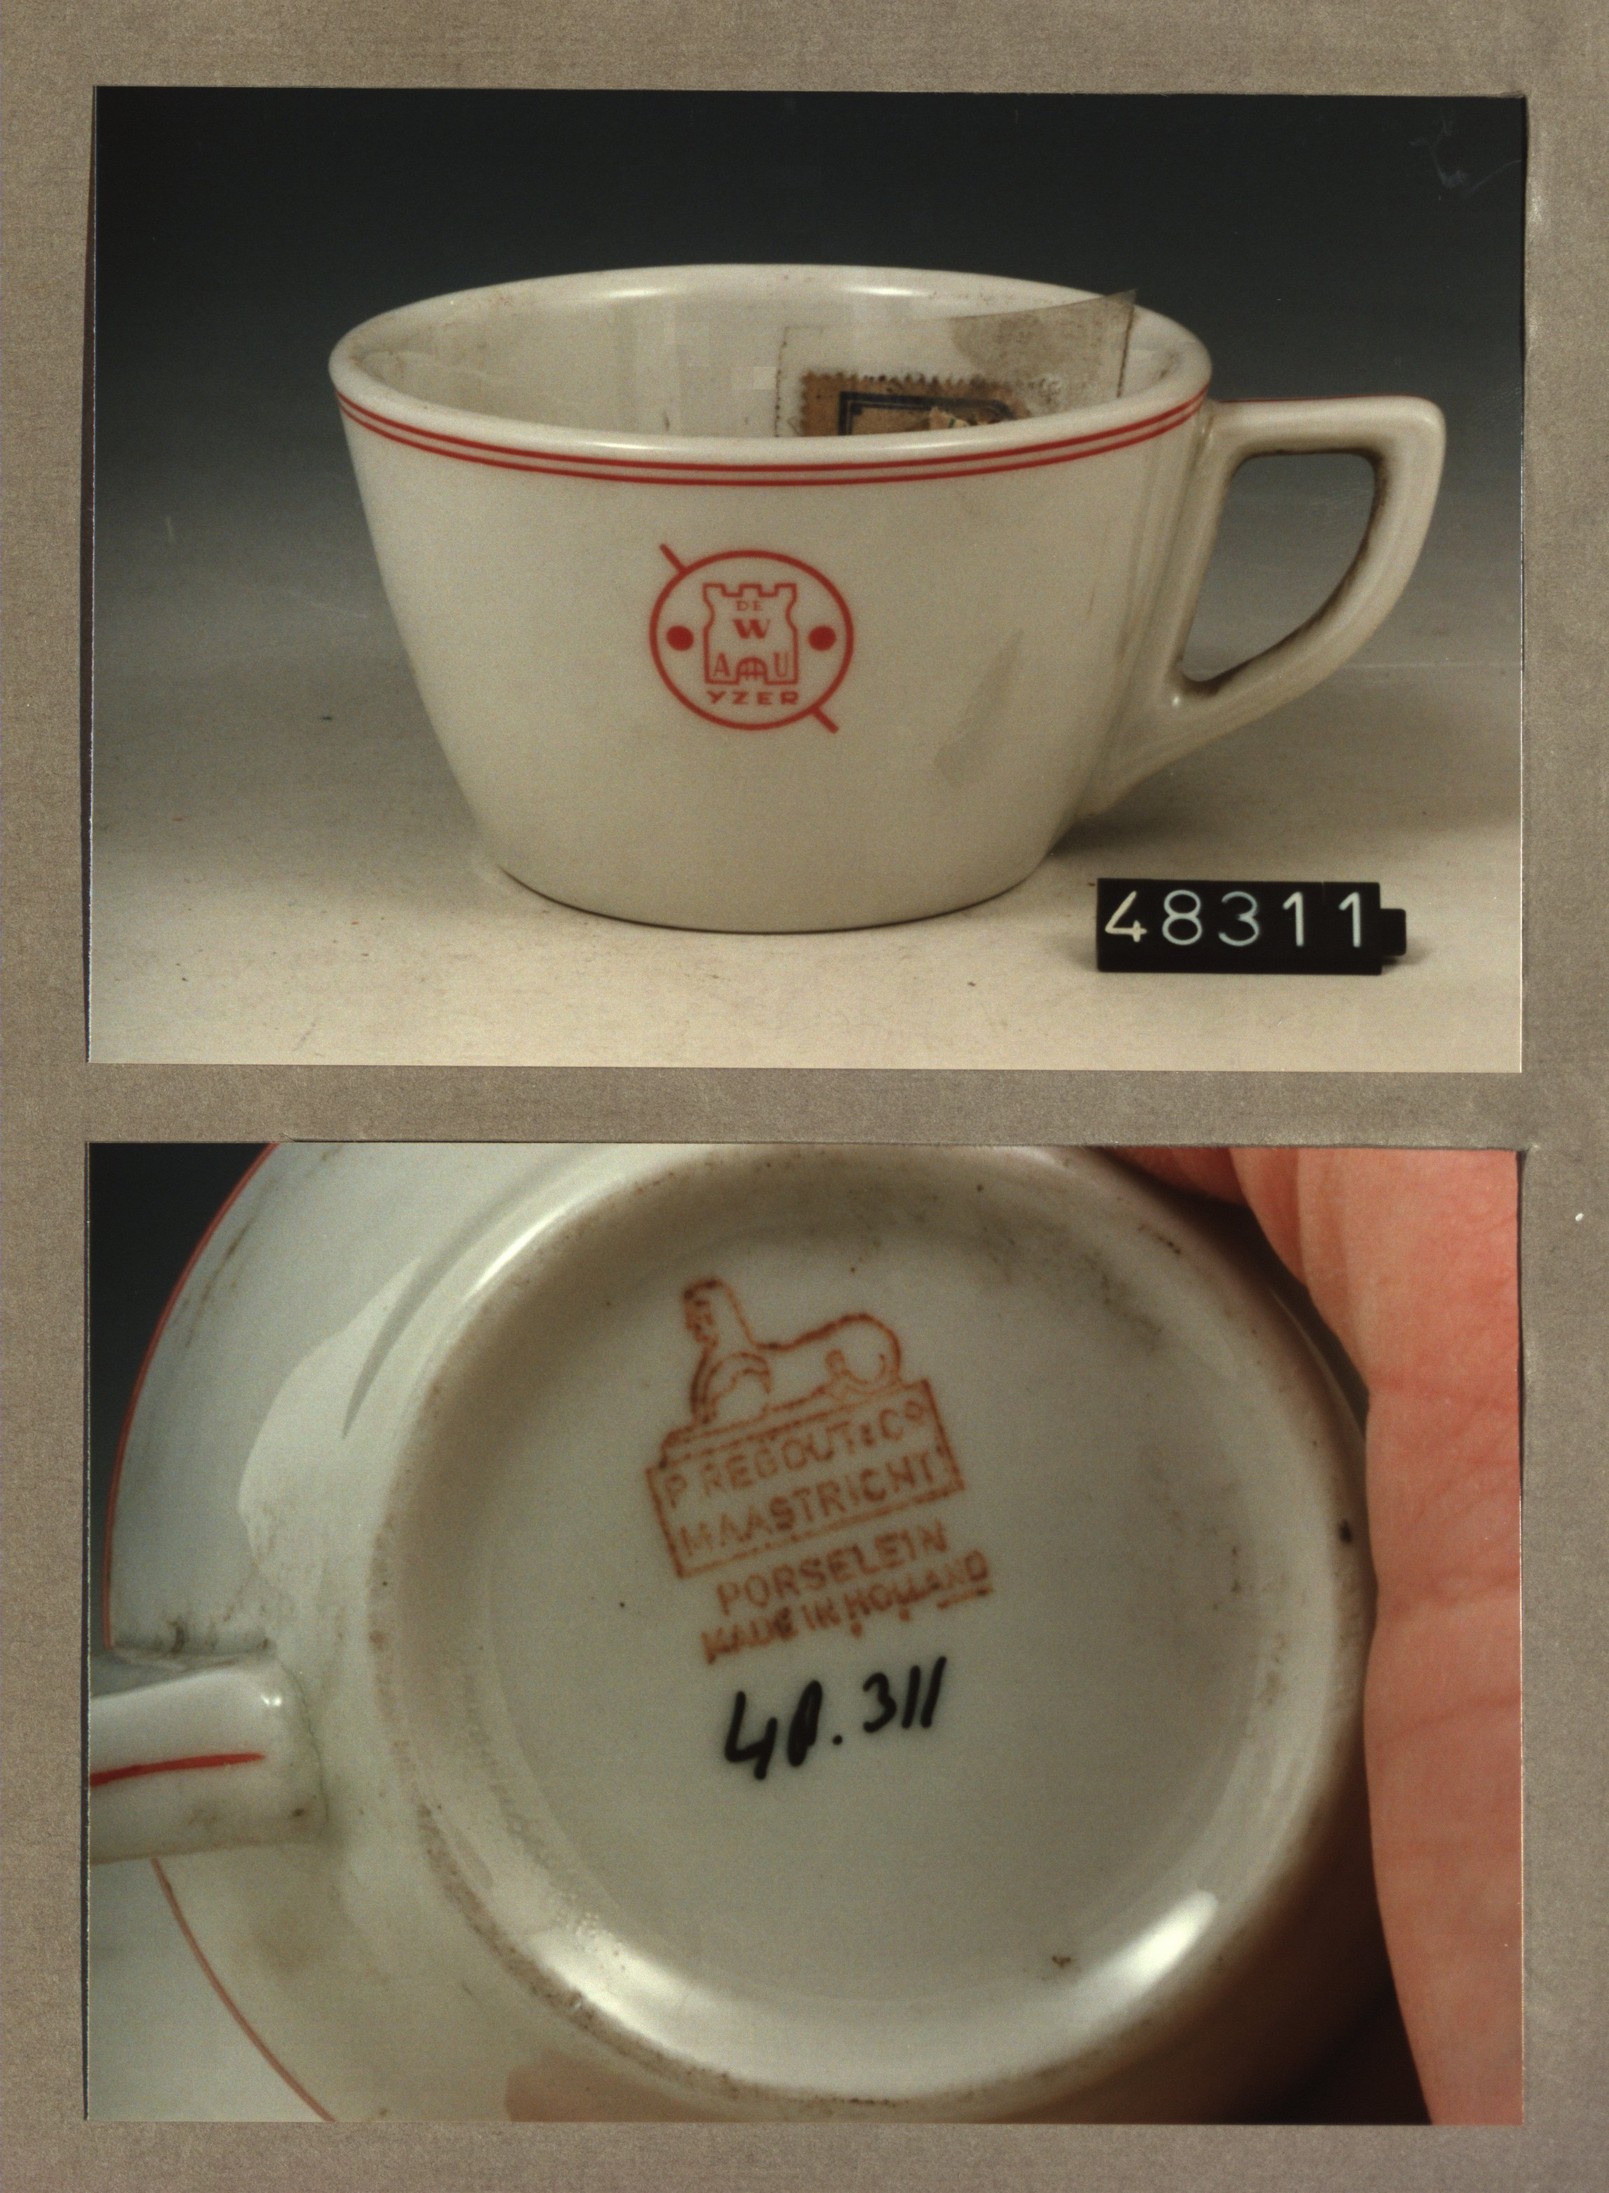 DE
W
A U
YZER
48311
P. REGOUT & Co
MAASTRICHT
PORSELEIN
MADE IN HOLLAND
48.311